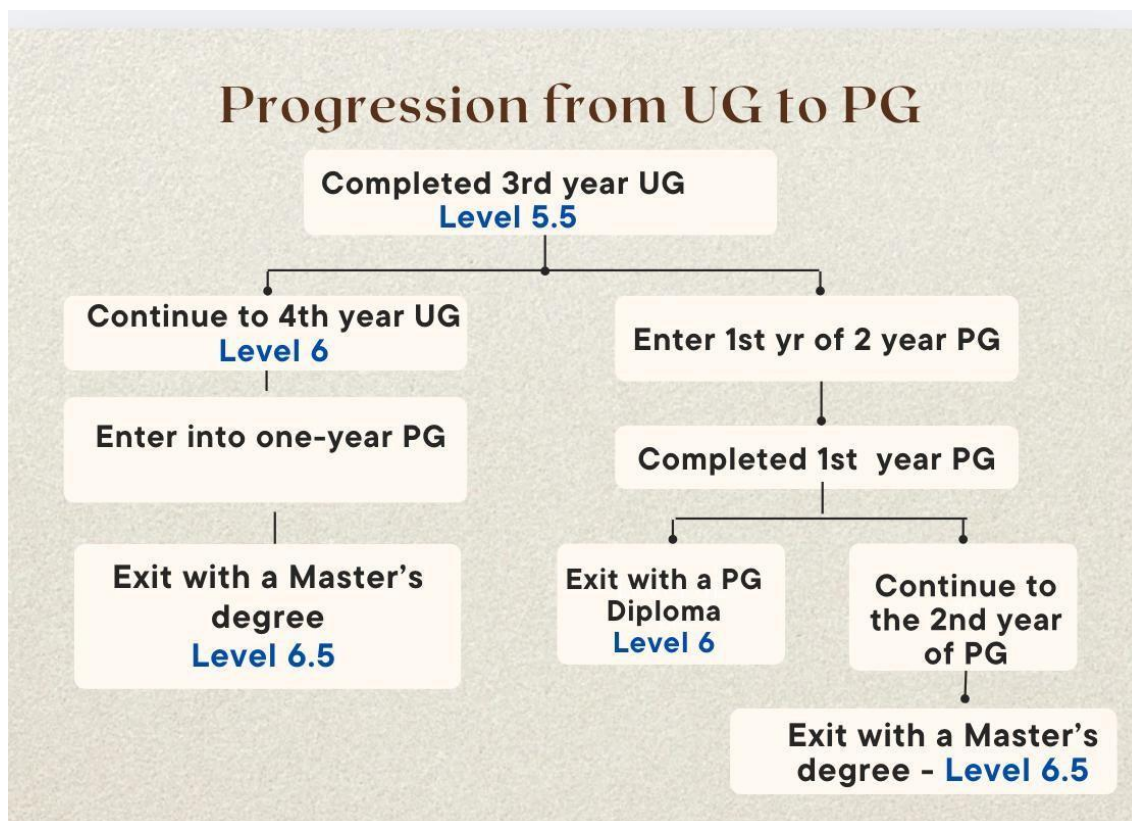 Progression from UG to PG
Completed 3rd year UG
Level 5.5
Continue to 4th year UG
Level 6
Enter into one-year PG
Exit with a Master's
degree
Level 6.5
Enter 1st yr of 2 year PG
Completed 1st year PG
Exit with a PG
Diploma
Level 6
Continue to
the 2nd year
of PG
Exit with a Master's
degree - Level 6.5